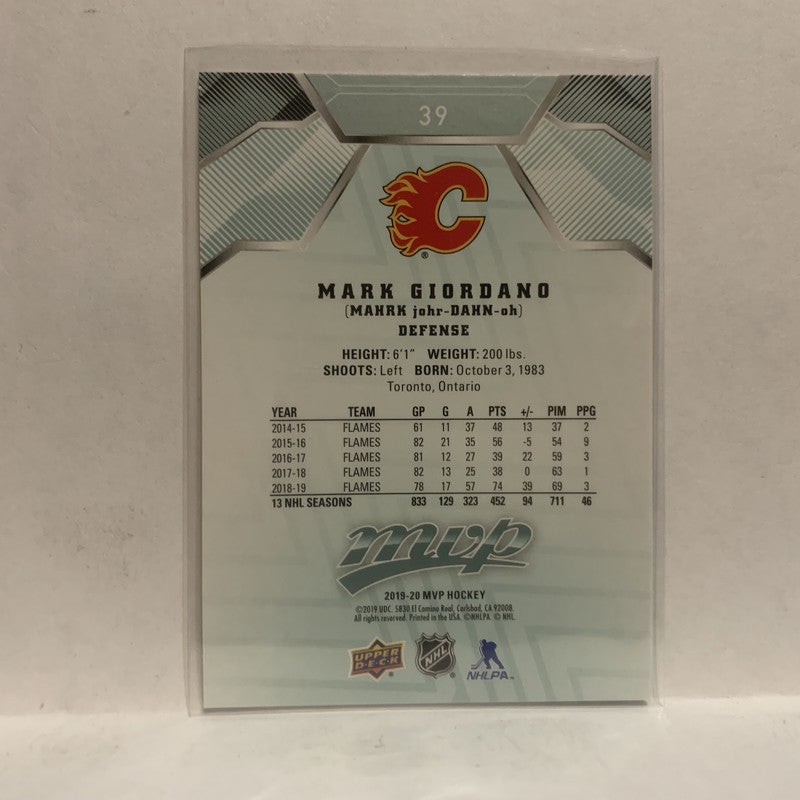 39
C
®
MARK GIORDANO
(MAHRK johr-DAHN-oh)
DEFENSE
HEIGHT: 6'1" WEIGHT: 200 lbs.
SHOOTS: Left BORN: October 3, 1983
Toronto, Ontario
YEAR TEAM GP G A PTS +/- PIM PPG
2014-15 FLAMES 61 11 37 48 13 37 2
2015-16 FLAMES 82 21 35 56 -5 54 9
2016-17 FLAMES 81 12 27 39 22 59 3
2017-18 FLAMES 82 13 25 38 0 63 1
2018-19 FLAMES 78 17 57 74 39 69 3
13 NHL SEASONS 833 129 323 452 94 711 46
mvp
2019-20 MVP HOCKEY
©2019 UDC. 5830 El Camino Real, Carlsbad, CA 92008.
All rights reserved. Printed in the USA. ©NHLPA. © NHL.
UPPER DECK ® NHL ® NHLPA™